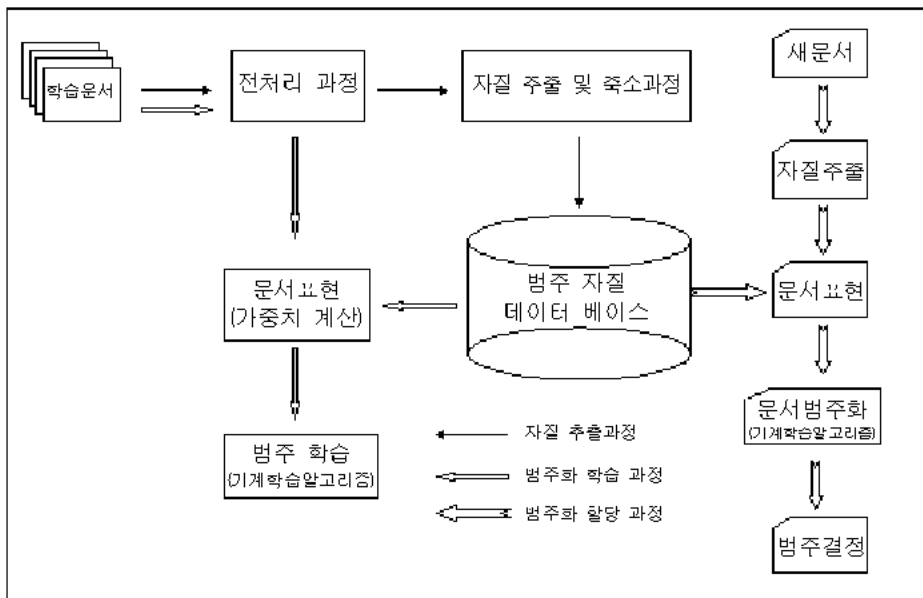 학습문서
전처리 과정
자질 추출 및 축소과정
새문서
자질추출
범주 자질
데이터 베이스
문서표현
(가중치 계산)
문서표현
범주 학습
(기계학습알고리즘)
문서범주화
(기계학습알고리즘)
자질 추출과정
범주화 학습 과정
범주화 할당 과정
범주결정